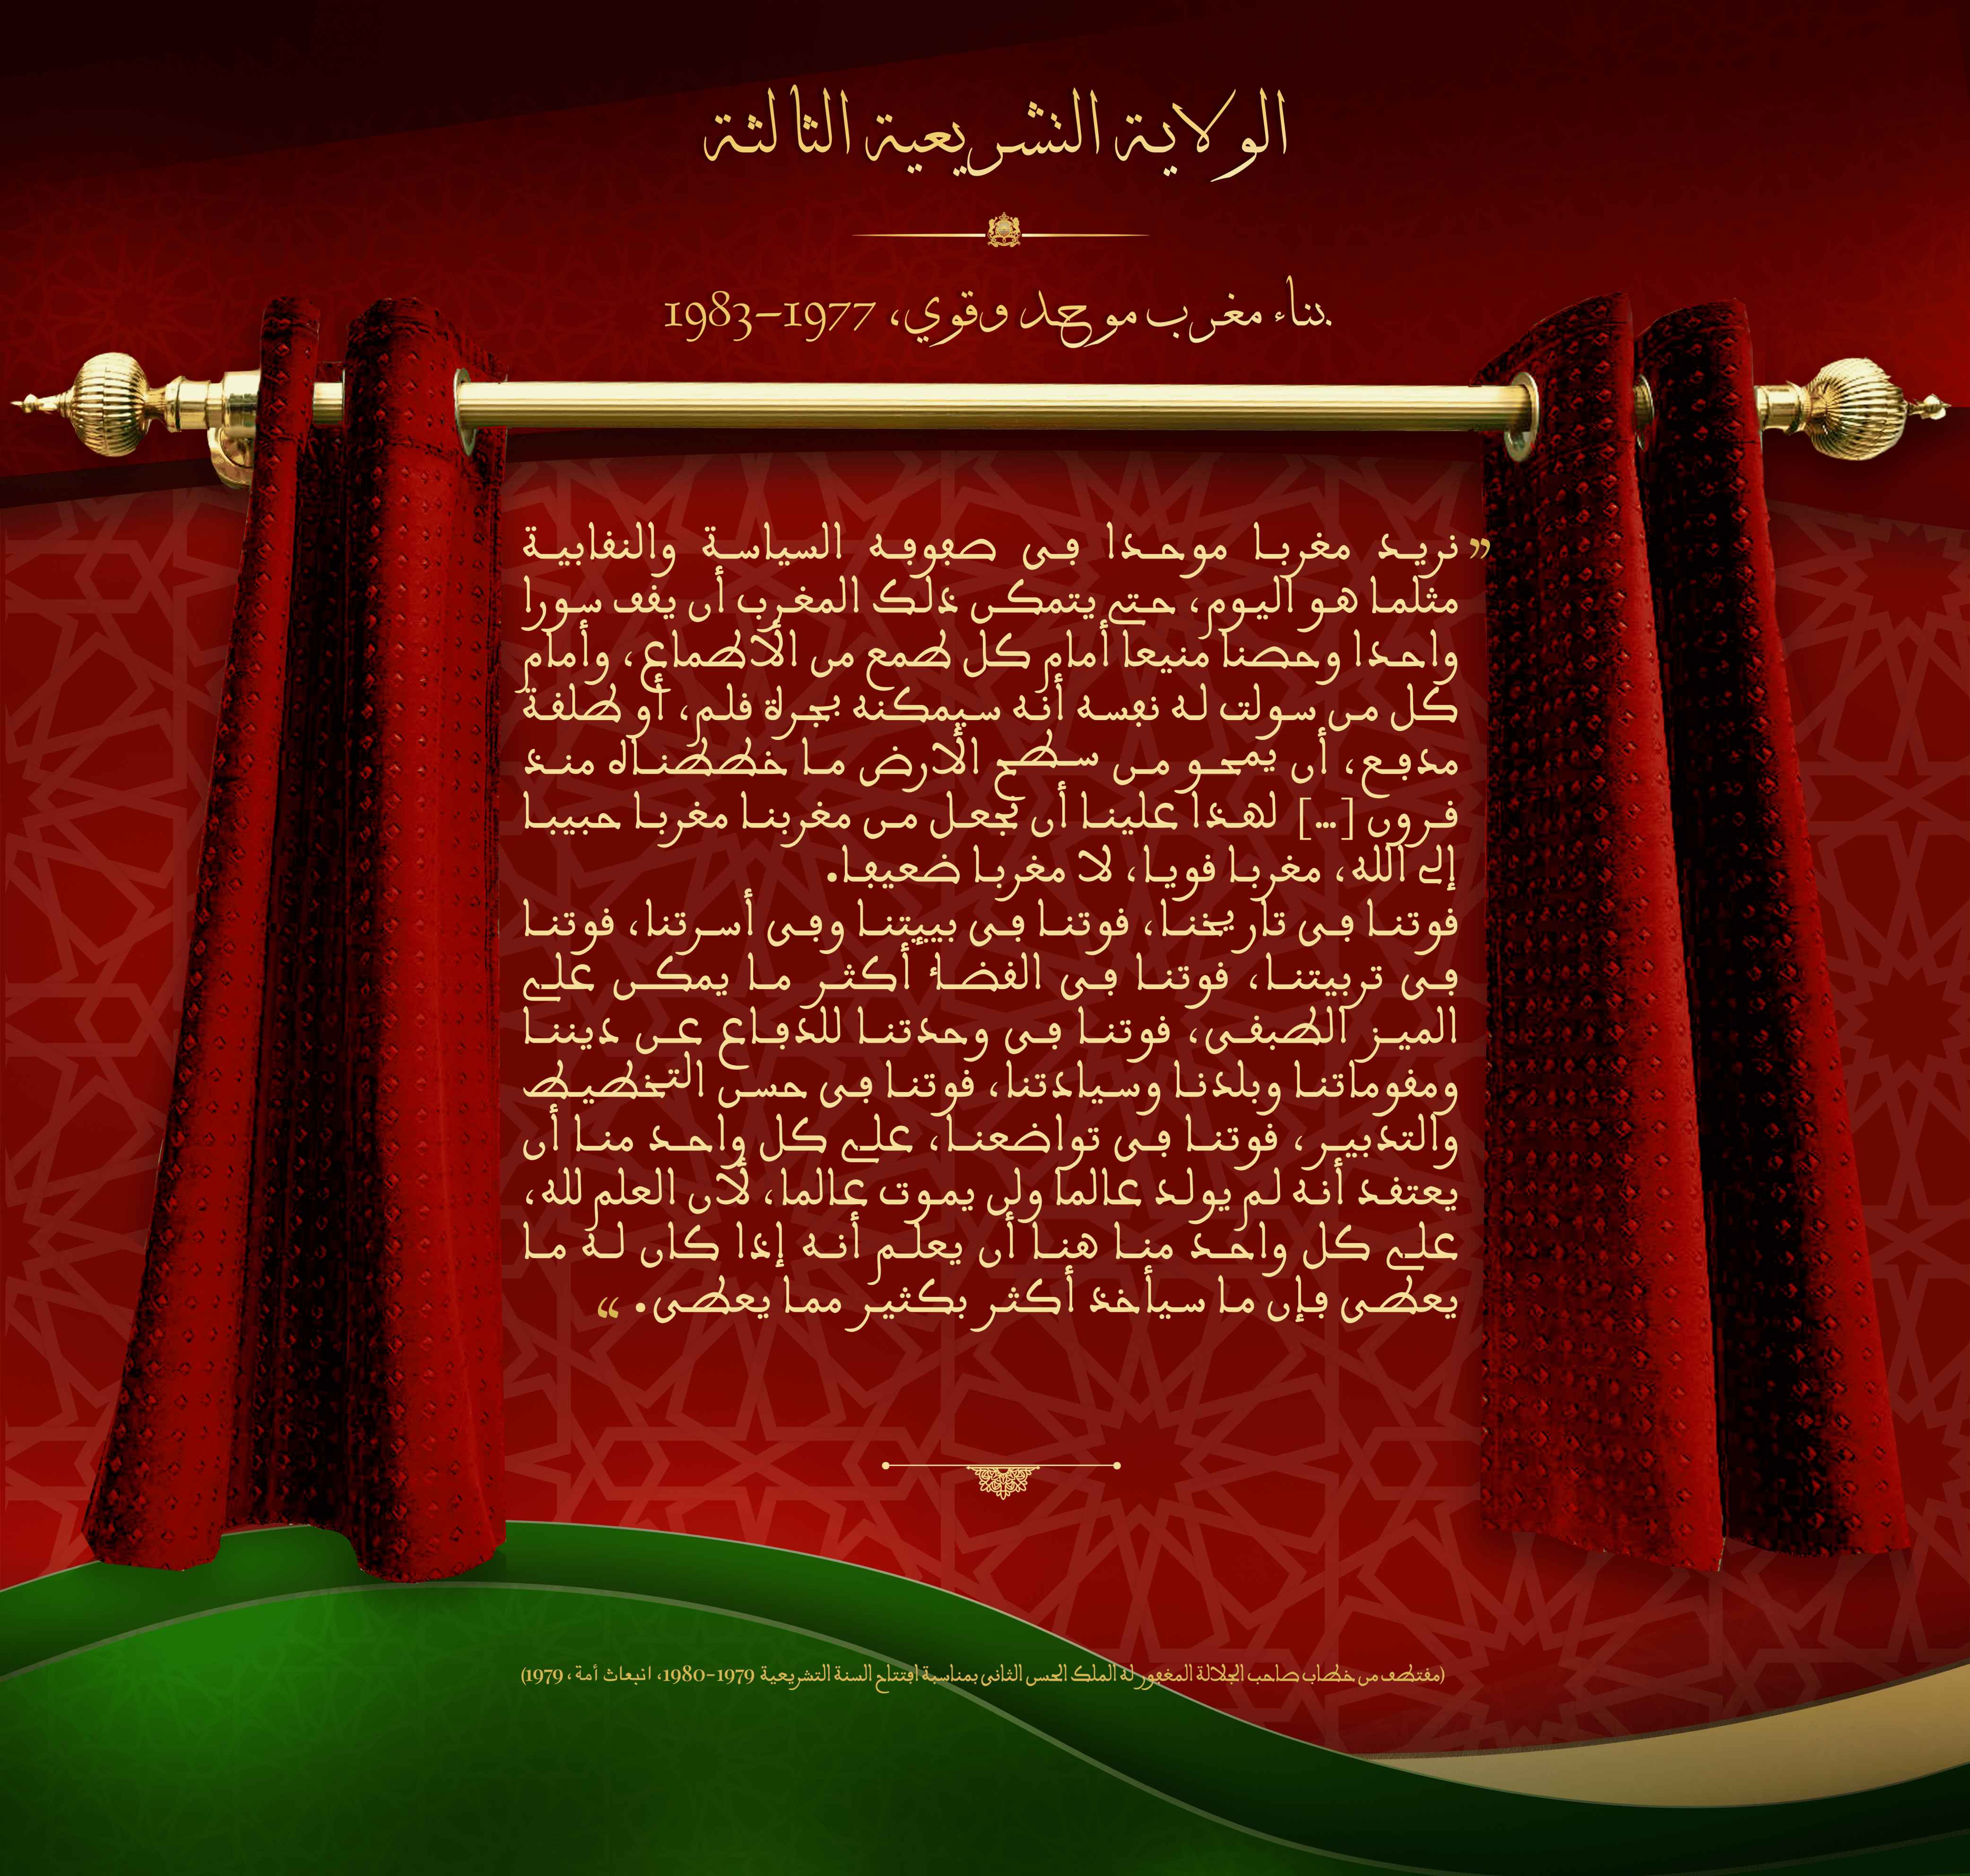 الولاية التشريعية الثالثة
بناء مغرب موحد وقوي، 1977–1983
”نريد مغربا موحدا في صفوفه السياسة والنقابية
مثلما هو اليوم، حتى يتمكن ذلك المغرب أن يقف سورا
واحدا وحصنا منيعا أمام كل طمع من الأطماع، وأمام
كل من سولت له نفسه أنه سيمكنه بجرة قلم، أو طلقة
مدفع، أن يمحو من سطح الأرض ما خططناه منذ
قرون [...] لهذا علينا أن نجعل من مغربنا مغربا حبيبا
إلى الله، مغربا قويا، لا مغربا ضعيفا.
قوتنا في تاريخنا، قوتنا في بييتنا وفي أسرتنا، قوتنا
في تربيتنا، قوتنا في القضاء أكثر ما يمكن على
الميز الطبقي، قوتنا في وحدتنا للدفاع عن ديننا
ومقوماتنا وبلدنا وسيادتنا، قوتنا في حسن التخطيط
والتدبير، قوتنا في تواضعنا، على كل واحد منا أن
يعتقد أنه لم يولد عالما ولن يموت عالما، لأن العلم لله،
على كل واحد منا هنا أن يعلم أنه إذا كان له ما
يعطي فإن ما سيأخذ أكثر بكثير مما يعطي. “
(مقتطف من خطاب صاحب الجلالة المغفور له الملك الحسن الثاني بمناسبة افتتاح السنة التشريعية 1979-1980، انبعاث أمة، 1979)